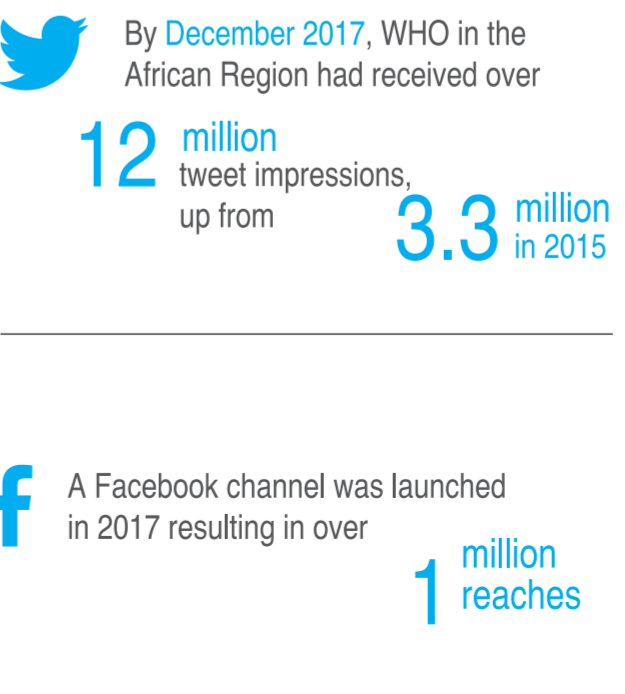 By December 2017, WHO in the
African Region had received over
12 million
tweet impressions,
up from
3.3 million
in 2015
A Facebook channel was launched
in 2017 resulting in over
1 million
reaches